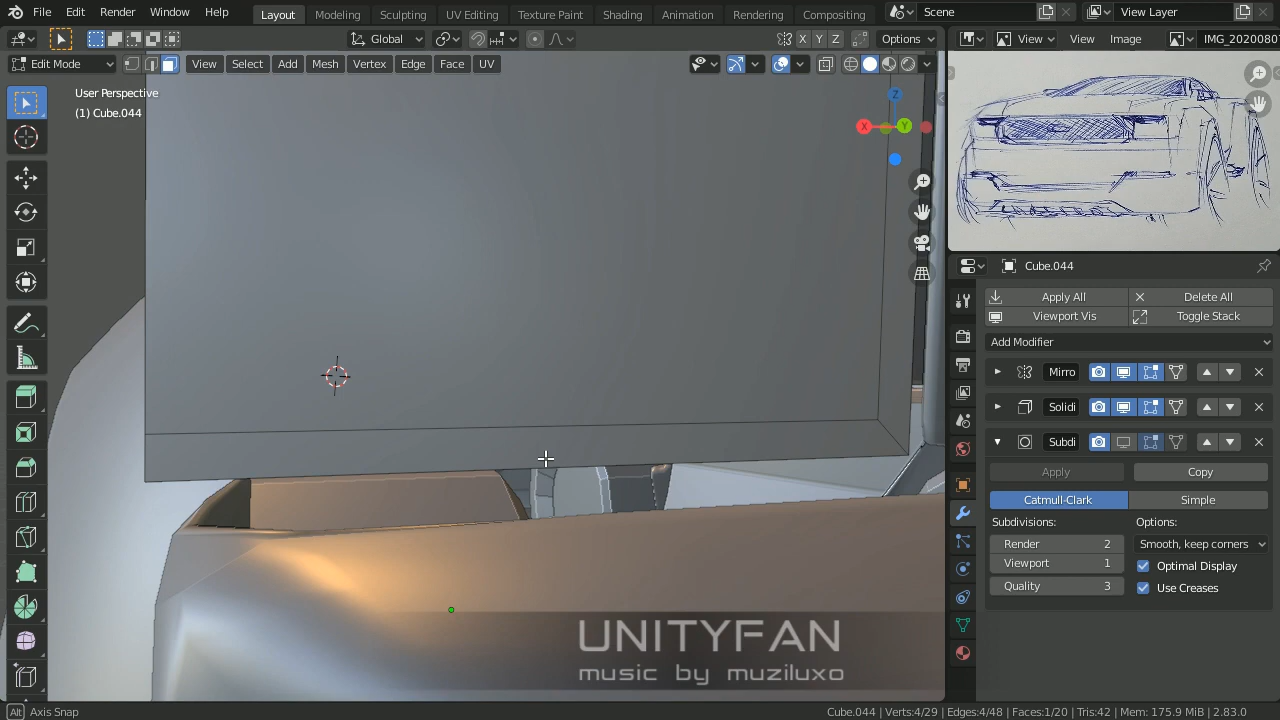 File Edit Render Window Help Layout Modeling Sculpting UV Editing Texture Paint Shading Animation Rendering Compositing Scene View Layer
Global Options View View Image IMG_2020080
Edit Mode View Select Add Mesh Vertex Edge Face UV
User Perspective
(1) Cube.044
Z
X Y
X Y Z
Cube.044
Apply All Delete All
Viewport Vis Toggle Stack
Add Modifier
Mirro
Solidi
Subdi
Apply Copy
Catmull-Clark Simple
Subdivisions: Options:
Render 2 Smooth, keep corners
Viewport 1 Optimal Display
Quality 3 Use Creases
UNITYFAN
music by muziluxo
Alt Axis Snap Cube.044 | Verts:4/29 | Edges:4/48 | Faces:1/20 | Tris:42 | Mem: 175.9 MiB | 2.83.0